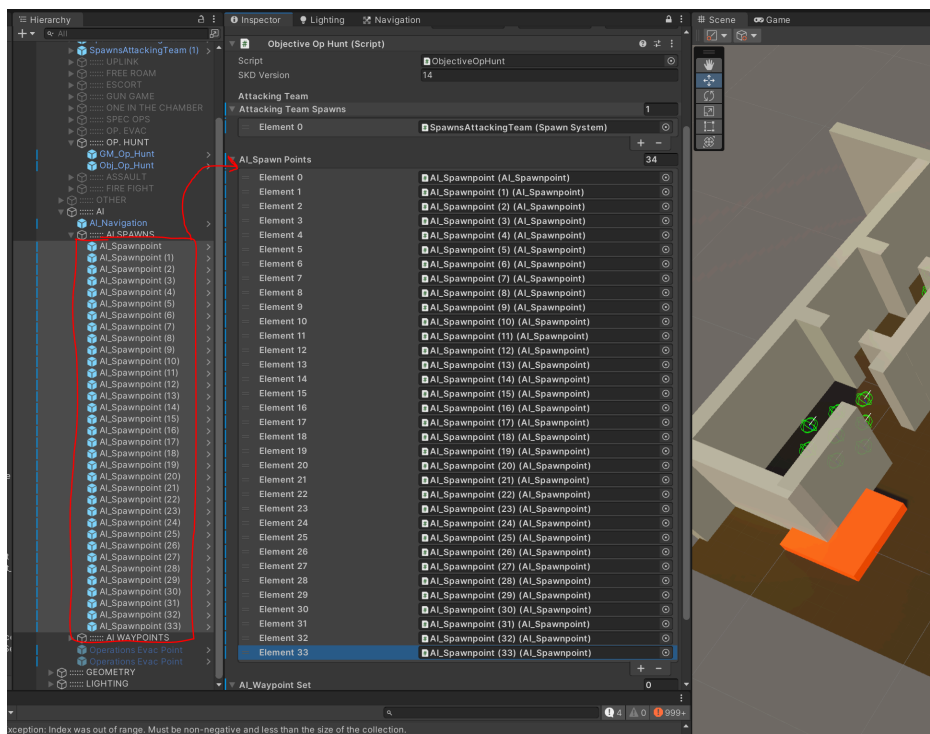 Hierarchy
All
SpawnsAttackingTeam (1)
:::::: UPLINK
:::::: FREE ROAM
:::::: ESCORT
:::::: GUN GAME
:::::: ONE IN THE CHAMBER
:::::: SPEC OPS
:::::: OP. EVAC
:::::: OP. HUNT
GM_Op_Hunt
Obj_Op_Hunt
:::::: ASSAULT
:::::: FIRE FIGHT
:::::: OTHER
:::::: AI
AI_Navigation
:::::: AI SPAWNS
AI_Spawnpoint
AI_Spawnpoint (1)
AI_Spawnpoint (2)
AI_Spawnpoint (3)
AI_Spawnpoint (4)
AI_Spawnpoint (5)
AI_Spawnpoint (6)
AI_Spawnpoint (7)
AI_Spawnpoint (8)
AI_Spawnpoint (9)
AI_Spawnpoint (10)
AI_Spawnpoint (11)
AI_Spawnpoint (12)
AI_Spawnpoint (13)
AI_Spawnpoint (14)
AI_Spawnpoint (15)
AI_Spawnpoint (16)
AI_Spawnpoint (17)
AI_Spawnpoint (18)
AI_Spawnpoint (19)
AI_Spawnpoint (20)
AI_Spawnpoint (21)
AI_Spawnpoint (22)
AI_Spawnpoint (23)
AI_Spawnpoint (24)
AI_Spawnpoint (25)
AI_Spawnpoint (26)
AI_Spawnpoint (27)
AI_Spawnpoint (28)
AI_Spawnpoint (29)
AI_Spawnpoint (30)
AI_Spawnpoint (31)
AI_Spawnpoint (32)
AI_Spawnpoint (33)
:::::: AI WAYPOINTS
Operations Evac Point
Operations Evac Point
:::::: GEOMETRY
:::::: LIGHTING
Inspector Lighting Navigation
Objective Op Hunt (Script)
Script ObjectiveOpHunt
SKD Version 14
Attacking Team
Attacking Team Spawns 1
Element 0 SpawnsAttackingTeam (Spawn System)
AI_Spawn Points 34
Element 0 AI_Spawnpoint (AI_Spawnpoint)
Element 1 AI_Spawnpoint (1) (AI_Spawnpoint)
Element 2 AI_Spawnpoint (2) (AI_Spawnpoint)
Element 3 AI_Spawnpoint (3) (AI_Spawnpoint)
Element 4 AI_Spawnpoint (4) (AI_Spawnpoint)
Element 5 AI_Spawnpoint (5) (AI_Spawnpoint)
Element 6 AI_Spawnpoint (6) (AI_Spawnpoint)
Element 7 AI_Spawnpoint (7) (AI_Spawnpoint)
Element 8 AI_Spawnpoint (8) (AI_Spawnpoint)
Element 9 AI_Spawnpoint (9) (AI_Spawnpoint)
Element 10 AI_Spawnpoint (10) (AI_Spawnpoint)
Element 11 AI_Spawnpoint (11) (AI_Spawnpoint)
Element 12 AI_Spawnpoint (12) (AI_Spawnpoint)
Element 13 AI_Spawnpoint (13) (AI_Spawnpoint)
Element 14 AI_Spawnpoint (14) (AI_Spawnpoint)
Element 15 AI_Spawnpoint (15) (AI_Spawnpoint)
Element 16 AI_Spawnpoint (16) (AI_Spawnpoint)
Element 17 AI_Spawnpoint (17) (AI_Spawnpoint)
Element 18 AI_Spawnpoint (18) (AI_Spawnpoint)
Element 19 AI_Spawnpoint (19) (AI_Spawnpoint)
Element 20 AI_Spawnpoint (20) (AI_Spawnpoint)
Element 21 AI_Spawnpoint (21) (AI_Spawnpoint)
Element 22 AI_Spawnpoint (22) (AI_Spawnpoint)
Element 23 AI_Spawnpoint (23) (AI_Spawnpoint)
Element 24 AI_Spawnpoint (24) (AI_Spawnpoint)
Element 25 AI_Spawnpoint (25) (AI_Spawnpoint)
Element 26 AI_Spawnpoint (26) (AI_Spawnpoint)
Element 27 AI_Spawnpoint (27) (AI_Spawnpoint)
Element 28 AI_Spawnpoint (28) (AI_Spawnpoint)
Element 29 AI_Spawnpoint (29) (AI_Spawnpoint)
Element 30 AI_Spawnpoint (30) (AI_Spawnpoint)
Element 31 AI_Spawnpoint (31) (AI_Spawnpoint)
Element 32 AI_Spawnpoint (32) (AI_Spawnpoint)
Element 33 AI_Spawnpoint (33) (AI_Spawnpoint)
AI_Waypoint Set 0
Scene Game
4 0 999+
xception: Index was out of range. Must be non-negative and less than the size of the collection.